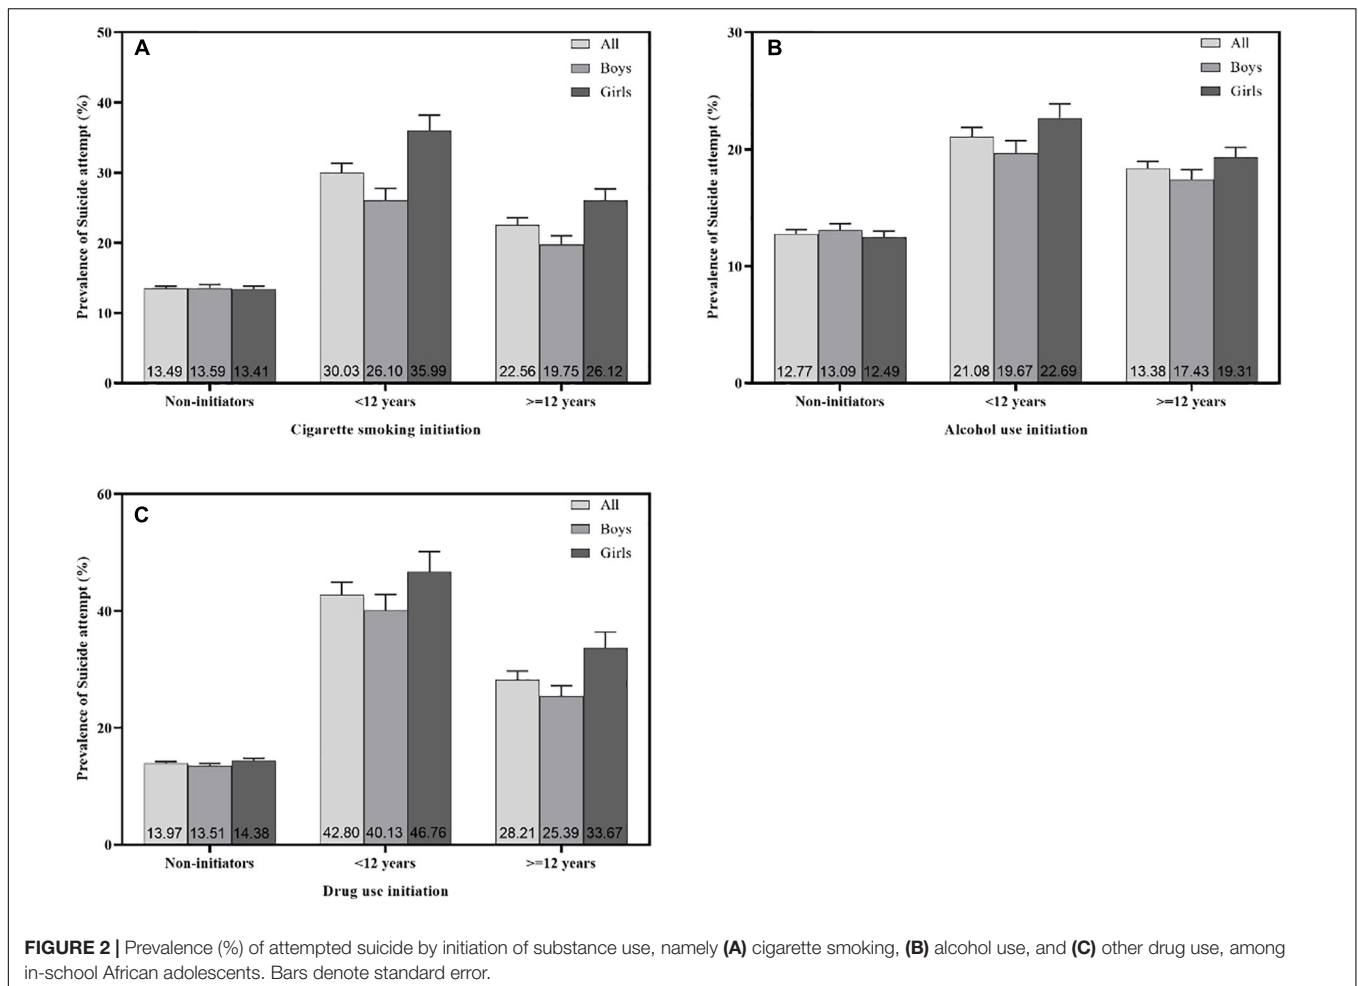 A
All
Boys
Girls
50
40
30
20
10
0
Prevalence of Suicide attempt (%)
13.49 13.59 13.41 30.03 26.10 35.99 22.56 19.75 26.12
Non-initiators <12 years >=12 years
Cigarette smoking initiation
B
All
Boys
Girls
30
20
10
0
Prevalence of Suicide attempt (%)
12.77 13.09 12.49 21.08 19.67 22.69 13.38 17.43 19.31
Non-initiators <12 years >=12 years
Alcohol use initiation
C
All
Boys
Girls
60
40
20
0
Prevalence of Suicide attempt (%)
13.97 13.51 14.38 42.80 40.13 46.76 28.21 25.39 33.67
Non-initiators <12 years >=12 years
Drug use initiation
FIGURE 2 | Prevalence (%) of attempted suicide by initiation of substance use, namely (A) cigarette smoking, (B) alcohol use, and (C) other drug use, among
in-school African adolescents. Bars denote standard error.